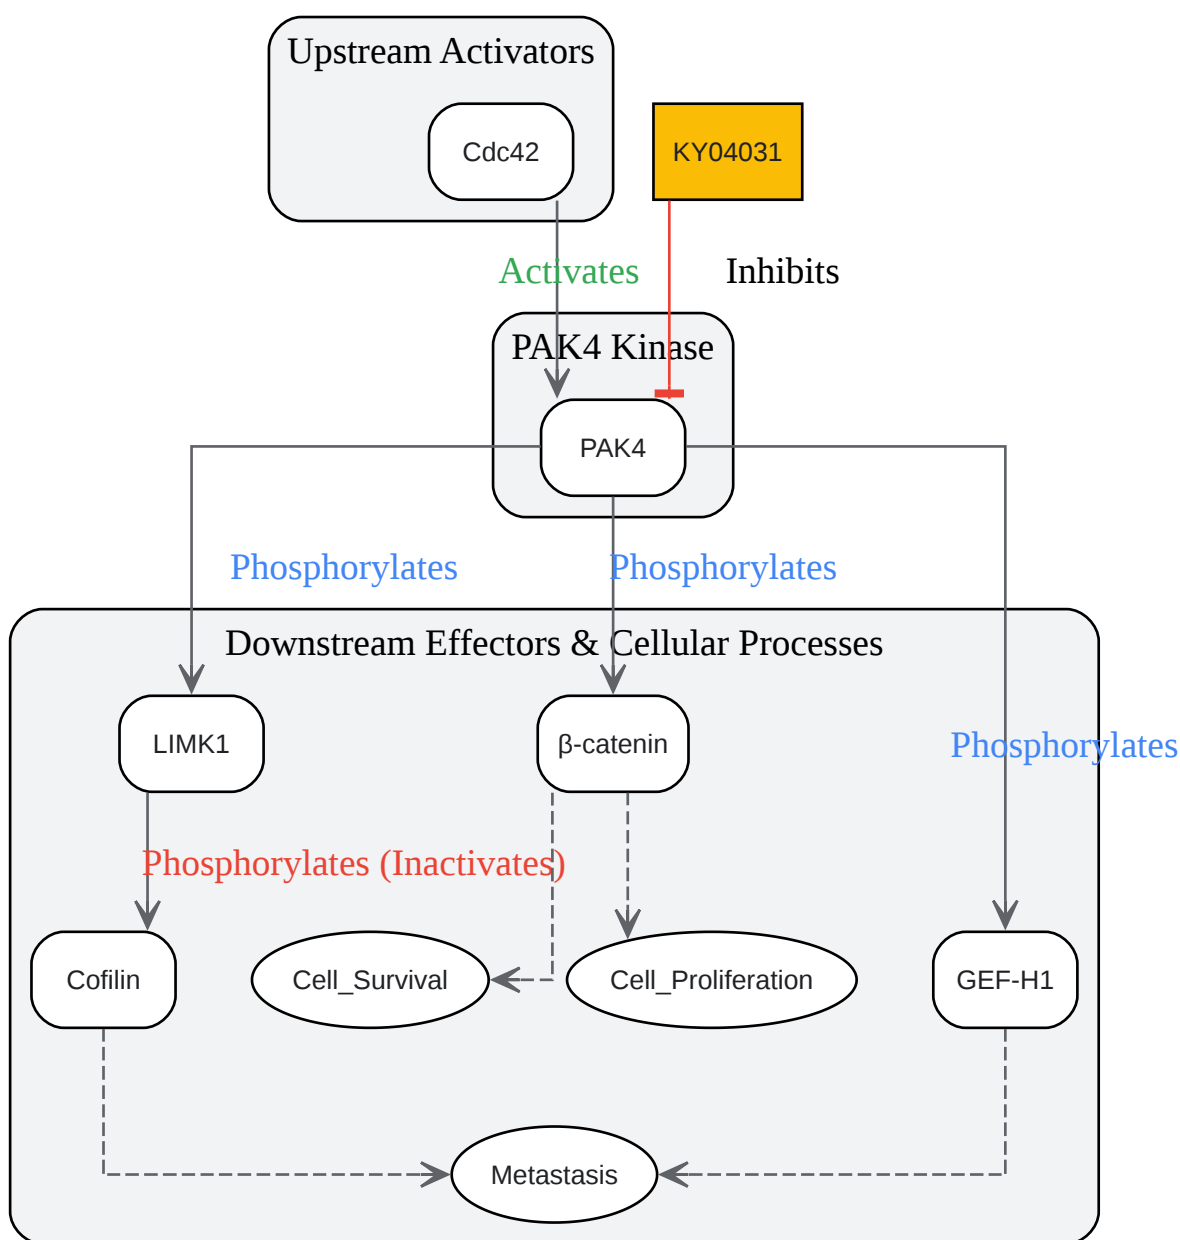 Upstream Activators
Cdc42
KY04031
Activates
Inhibits
PAK4 Kinase
PAK4
Phosphorylates
Phosphorylates
Downstream Effectors & Cellular Processes
LIMK1
β-catenin
Phosphorylates
Phosphorylates (Inactivates)
Cofilin
Cell_Survival
Cell_Proliferation
GEF-H1
Metastasis